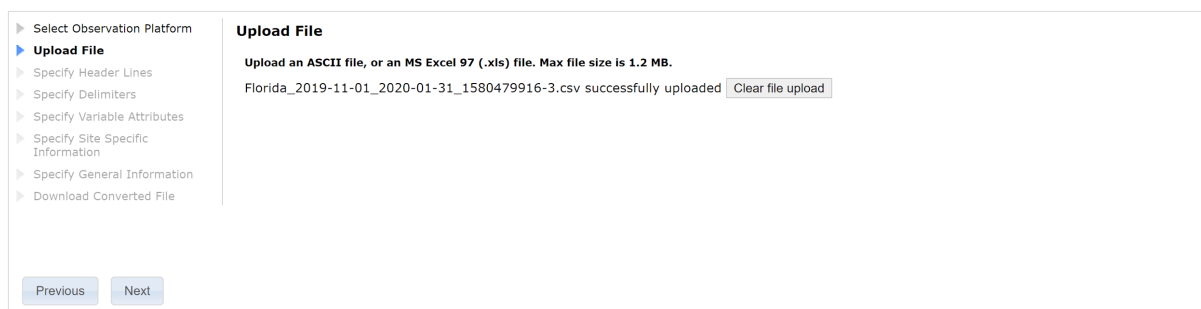 Select Observation Platform
Upload File
Specify Header Lines
Specify Delimiters
Specify Variable Attributes
Specify Site Specific
Information
Specify General Information
Download Converted File
Upload File
Upload an ASCII file, or an MS Excel 97 (.xls) file. Max file size is 1.2 MB.
Florida_2019-11-01_2020-01-31_1580479916-3.csv successfully uploaded Clear file upload
Previous Next